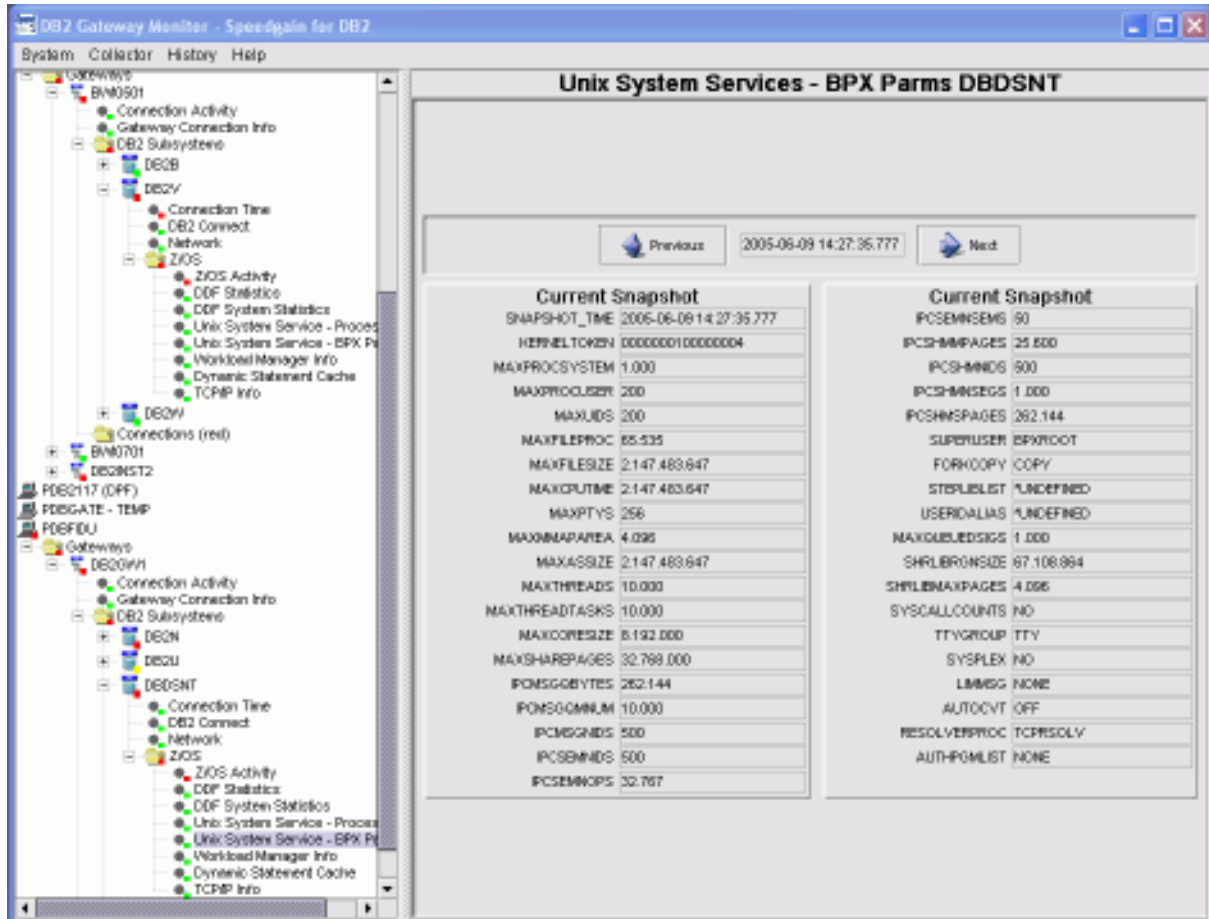 DB2 Gateway Monitor - Speedgain for DB2
System Collector History Help
Gateways
BVM0501
Connection Activity
Gateway Connection Info
DB2 Subsystems
DB2B
DB2V
Connection Time
DB2 Connect
Network
Z/OS
Z/OS Activity
DDF Statistics
DDF System Statistics
Unix System Service - Proces
Unix System Service - BPX Pa
Workload Manager Info
Dynamic Statement Cache
TCP/IP Info
DB2W
Connections (red)
BVM0701
DB2INST2
PDB2117 (DPF)
PDBGATE - TEMP
PDBFIDU
Gateways
DB2GW1
Connection Activity
Gateway Connection Info
DB2 Subsystems
DB2N
DB2U
DBDSNT
Connection Time
DB2 Connect
Network
Z/OS
Z/OS Activity
DDF Statistics
DDF System Statistics
Unix System Service - Proces
Unix System Service - BPX Pa
Workload Manager Info
Dynamic Statement Cache
TCP/IP Info
Unix System Services - BPX Parms DBDSNT
Previous 2005-06-09 14:27:35.777 Next
Current Snapshot
SNAPSHOT_TIME 2005-06-09 14:27:35.777
KERNELTOKEN 0000000100000004
MAXPROCSYSTEM 1.000
MAXPROCUSER 200
MAXUIDS 200
MAXFILEPROC 65.535
MAXFILESIZE 2.147.483.647
MAXCPUTIME 2.147.483.647
MAXPTYS 256
MAXMMAPAREA 4.096
MAXASSIZE 2.147.483.647
MAXTHREADS 10.000
MAXTHREADTASKS 10.000
MAXCORESIZE 8.192.000
MAXSHAREPAGES 32.768.000
IPCMSGQBYTES 262.144
IPCMSGQMNUM 10.000
IPCMSGNIDS 500
IPCSEMNIDS 500
IPCSEMNOPS 32.767
Current Snapshot
IPCSEMNSEMS 50
IPCSHMMPAGES 25.600
IPCSHMNIDS 500
IPCSHMNSEGS 1.000
IPCSHMSPAGES 262.144
SUPERUSER BPXROOT
FORKCOPY COPY
STEPLIBLIST *UNDEFINED
USERIDALIAS *UNDEFINED
MAXQUEUEDSIGS 1.000
SHRLIBRGNSIZE 67.108.864
SHRLIBMAXPAGES 4.096
SYSCALLCOUNTS NO
TTYGROUP TTY
SYSPLEX NO
LIMMSG NONE
AUTOCVT OFF
RESOLVERPROC TCPRSOLV
AUTHPGMLIST NONE